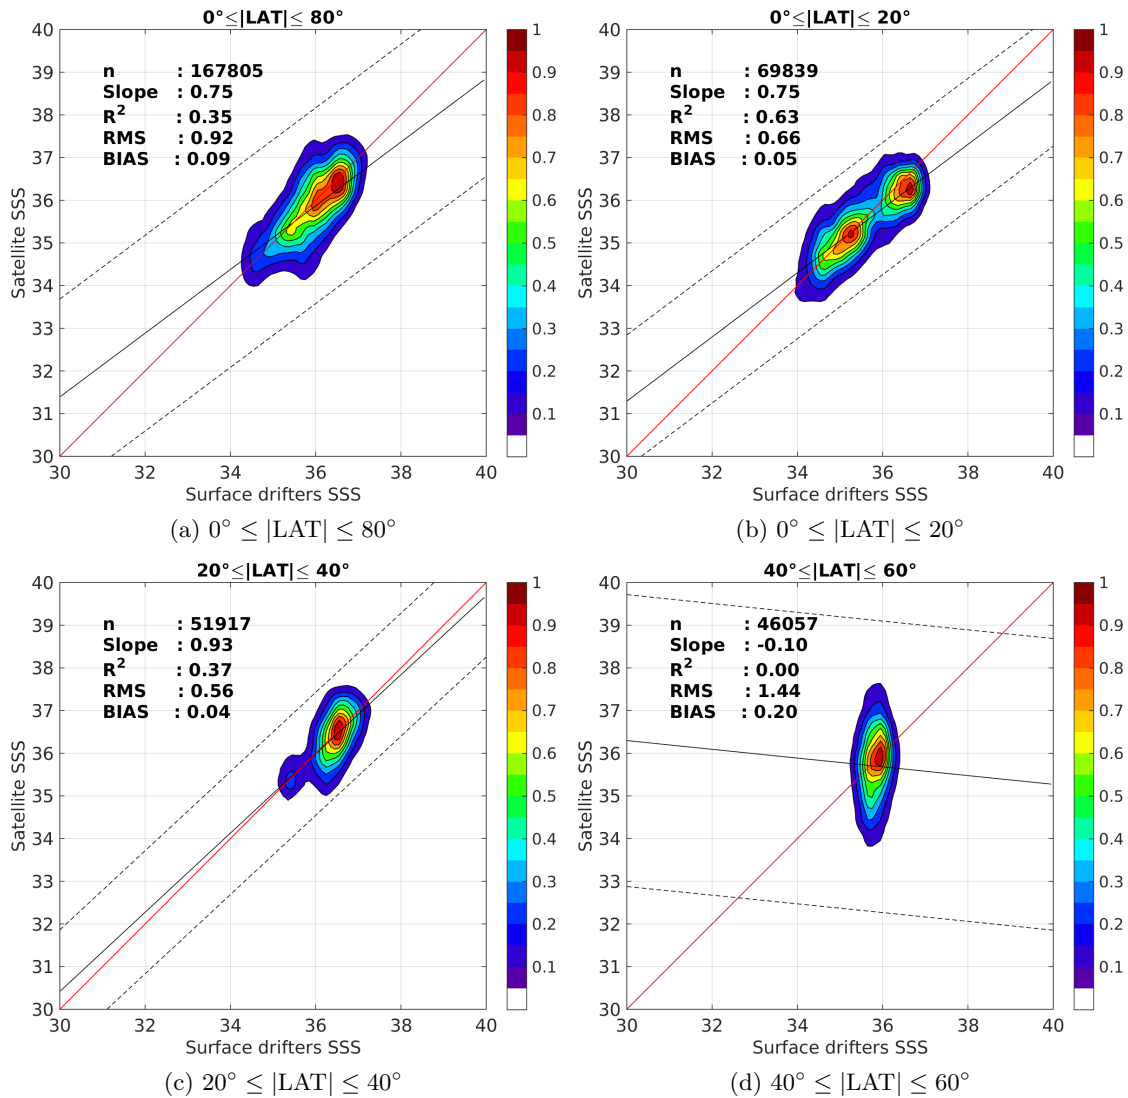 0°≤|LAT|≤ 80°
n : 167805
Slope : 0.75
R2 : 0.35
RMS : 0.92
BIAS : 0.09
40
39
38
37
36
35
34
33
32
31
30
Satellite SSS
30 32 34 36 38 40
Surface drifters SSS
1
0.9
0.8
0.7
0.6
0.5
0.4
0.3
0.2
0.1
(a) 0° ≤ |LAT| ≤ 80°
0°≤|LAT|≤ 20°
n : 69839
Slope : 0.75
R2 : 0.63
RMS : 0.66
BIAS : 0.05
40
39
38
37
36
35
34
33
32
31
30
Satellite SSS
30 32 34 36 38 40
Surface drifters SSS
1
0.9
0.8
0.7
0.6
0.5
0.4
0.3
0.2
0.1
(b) 0° ≤ |LAT| ≤ 20°
20°≤|LAT|≤ 40°
n : 51917
Slope : 0.93
R2 : 0.37
RMS : 0.56
BIAS : 0.04
40
39
38
37
36
35
34
33
32
31
30
Satellite SSS
30 32 34 36 38 40
Surface drifters SSS
1
0.9
0.8
0.7
0.6
0.5
0.4
0.3
0.2
0.1
(c) 20° ≤ |LAT| ≤ 40°
40°≤|LAT|≤ 60°
n : 46057
Slope : -0.10
R2 : 0.00
RMS : 1.44
BIAS : 0.20
40
39
38
37
36
35
34
33
32
31
30
Satellite SSS
30 32 34 36 38 40
Surface drifters SSS
1
0.9
0.8
0.7
0.6
0.5
0.4
0.3
0.2
0.1
(d) 40° ≤ |LAT| ≤ 60°